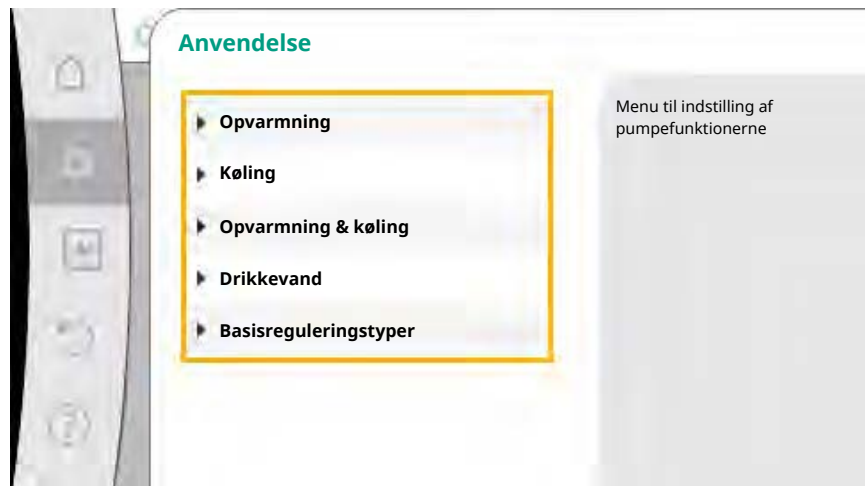 Anvendelse
Opvarmning
Køling
Opvarmning & køling
Drikkevand
Basisreguleringstyper
Menu til indstilling af
pumpefunktionerne